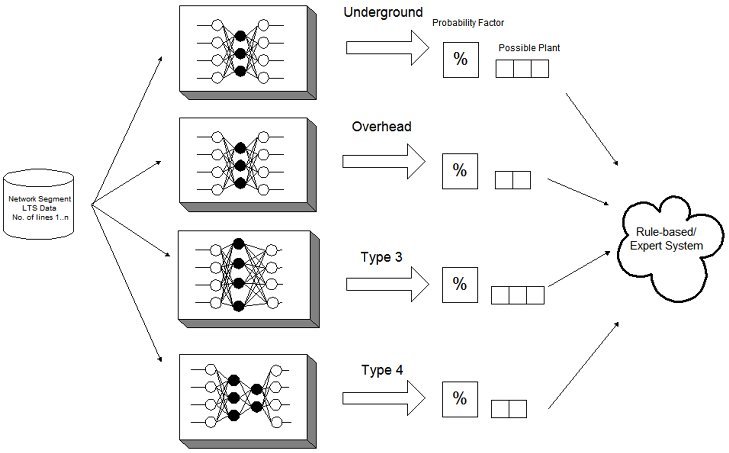 Underground
Probability Factor
Possible Plant
%
Overhead
%
Network Segment
LTS Data
No. of lines 1..n
Rule-based/
Expert System
Type 3
%
Type 4
%